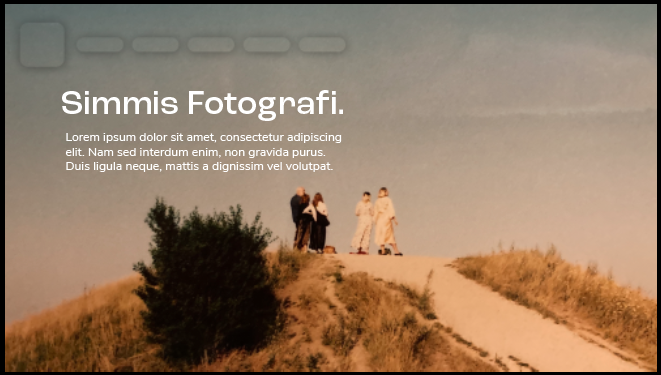 Simmis Fotografi.
Lorem ipsum dolor sit amet, consectetur adipiscing
elit. Nam sed interdum enim, non gravida purus.
Duis ligula neque, mattis a dignissim vel volutpat.